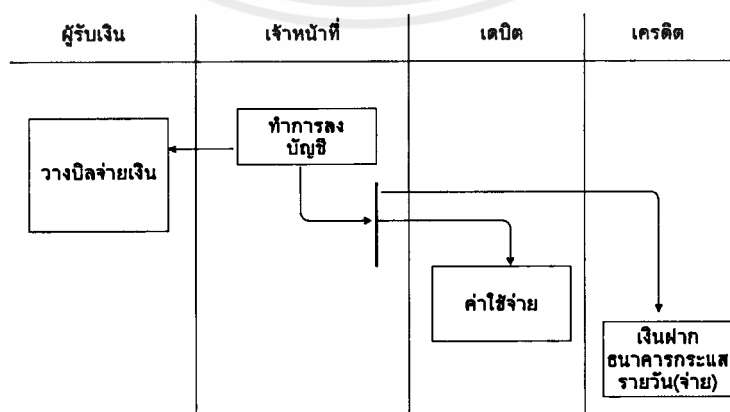 ผู้รับเงิน
เจ้าหน้าที่
เดบิต
เครดิต
วางบิลจ่ายเงิน
ทำการลง
บัญชี
ค่าใช้จ่าย
เงินฝาก
ธนาคารกระแส
รายวัน(จ่าย)